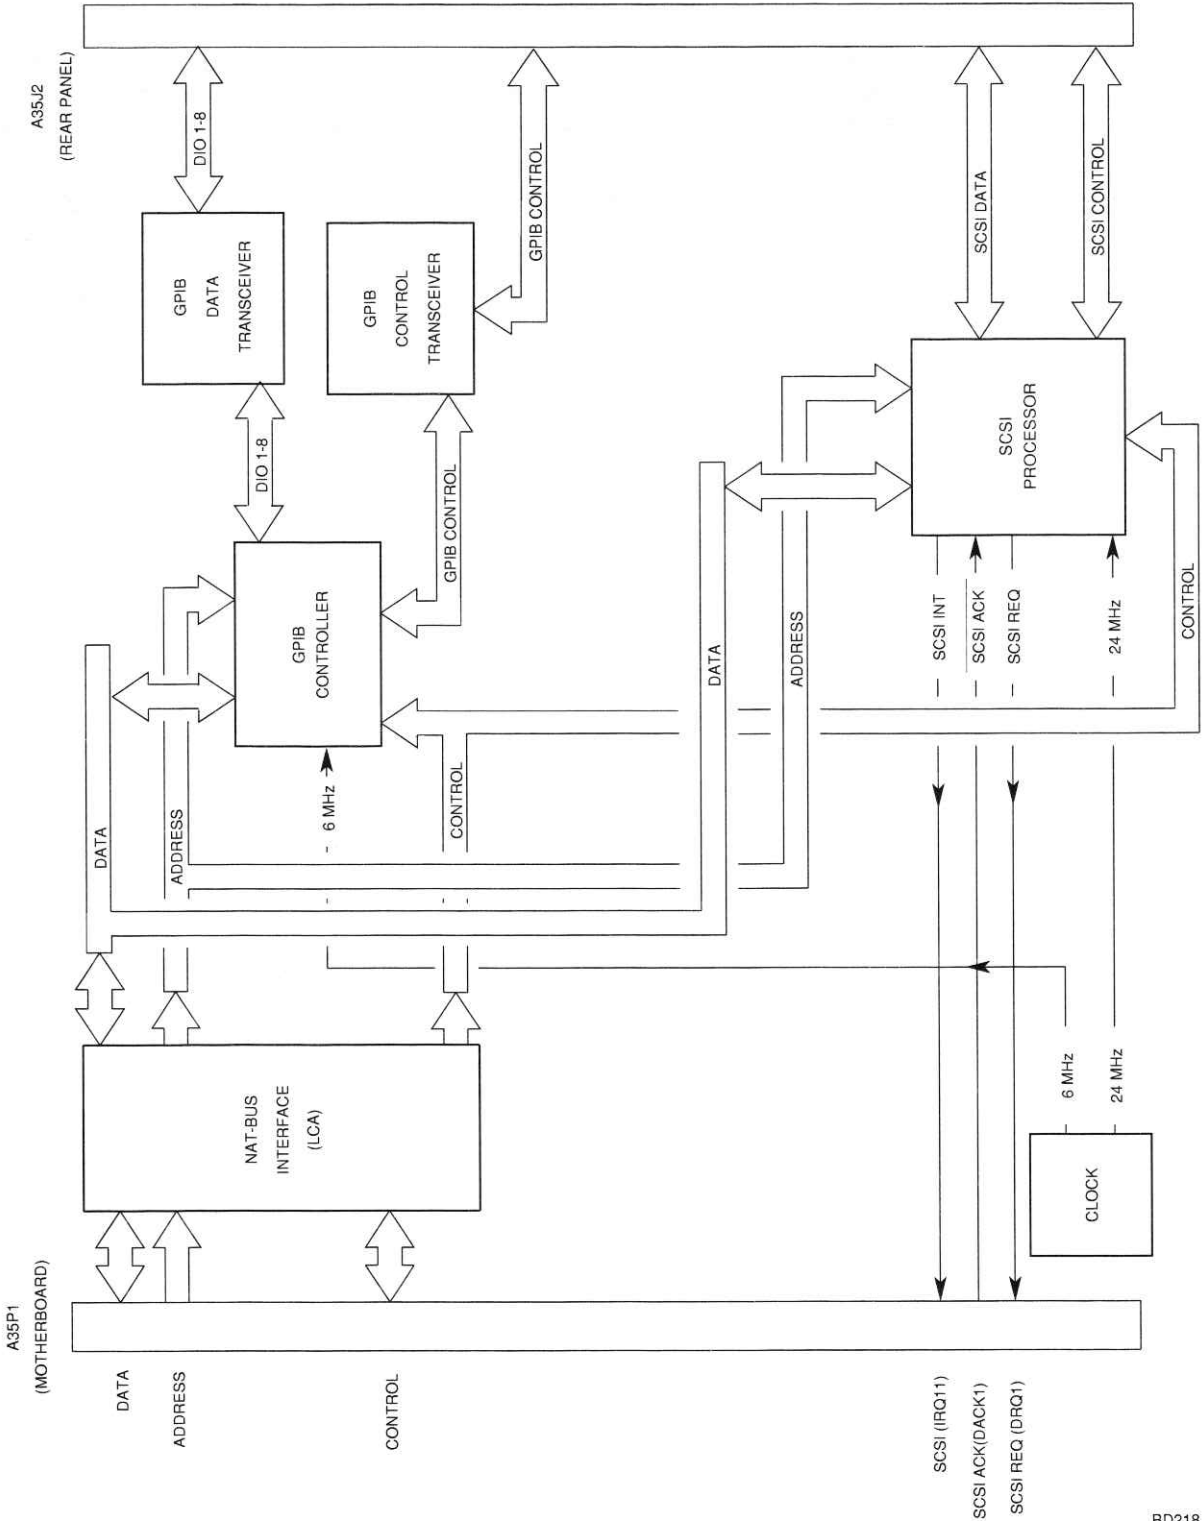 A35J2
(REAR PANEL)
DIO 1-8
GPIB CONTROL
SCSI DATA
SCSI CONTROL
GPIB
DATA
TRANSCEIVER
GPIB
CONTROL
TRANSCEIVER
DIO 1-8
GPIB CONTROL
SCSI
PROCESSOR
GPIB
CONTROLLER
DATA
ADDRESS
SCSI INT
SCSI ACK
SCSI REQ
24 MHz
CONTROL
DATA
ADDRESS
6 MHz
CONTROL
NAT-BUS
INTERFACE
(LCA)
6 MHz
24 MHz
CLOCK
A35P1
(MOTHERBOARD)
DATA
ADDRESS
CONTROL
SCSI (IRQ11)
SCSI ACK(DACK1)
SCSI REQ (DRQ1)
BD218